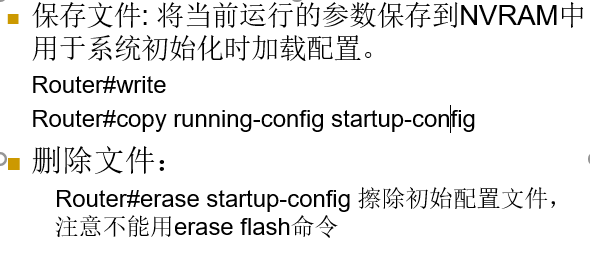 保存文件: 将当前运行的参数保存到NVRAM中
用于系统初始化时加载配置。
Router#write
Router#copy running-config startup-config
删除文件：
Router#erase startup-config 擦除初始配置文件，
注意不能用erase flash命令